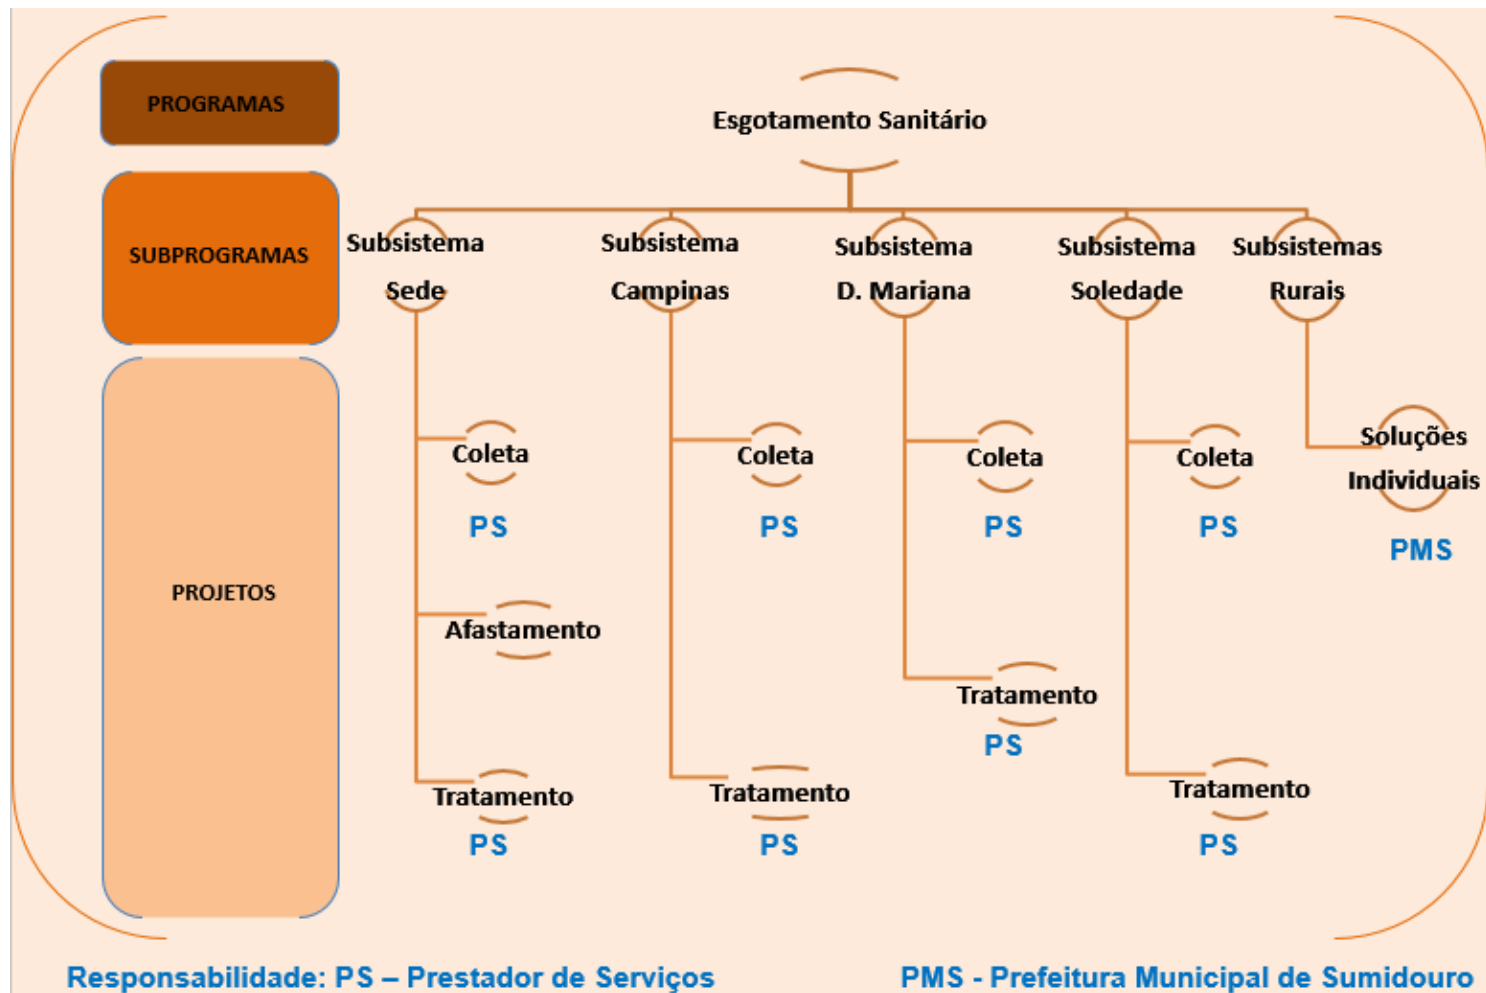 PROGRAMAS
Esgotamento Sanitário
SUBPROGRAMAS
Subsistema
Sede
Subsistema
Campinas
Subsistema
D. Mariana
Subsistema
Soledade
Subsistemas
Rurais
PROJETOS
Coleta
PS
Afastamento
Tratamento
PS
Coleta
PS
Tratamento
PS
Coleta
PS
Tratamento
PS
Coleta
PS
Tratamento
PS
Soluções
Individuais
PMS
Responsabilidade: PS – Prestador de Serviços
PMS - Prefeitura Municipal de Sumidouro